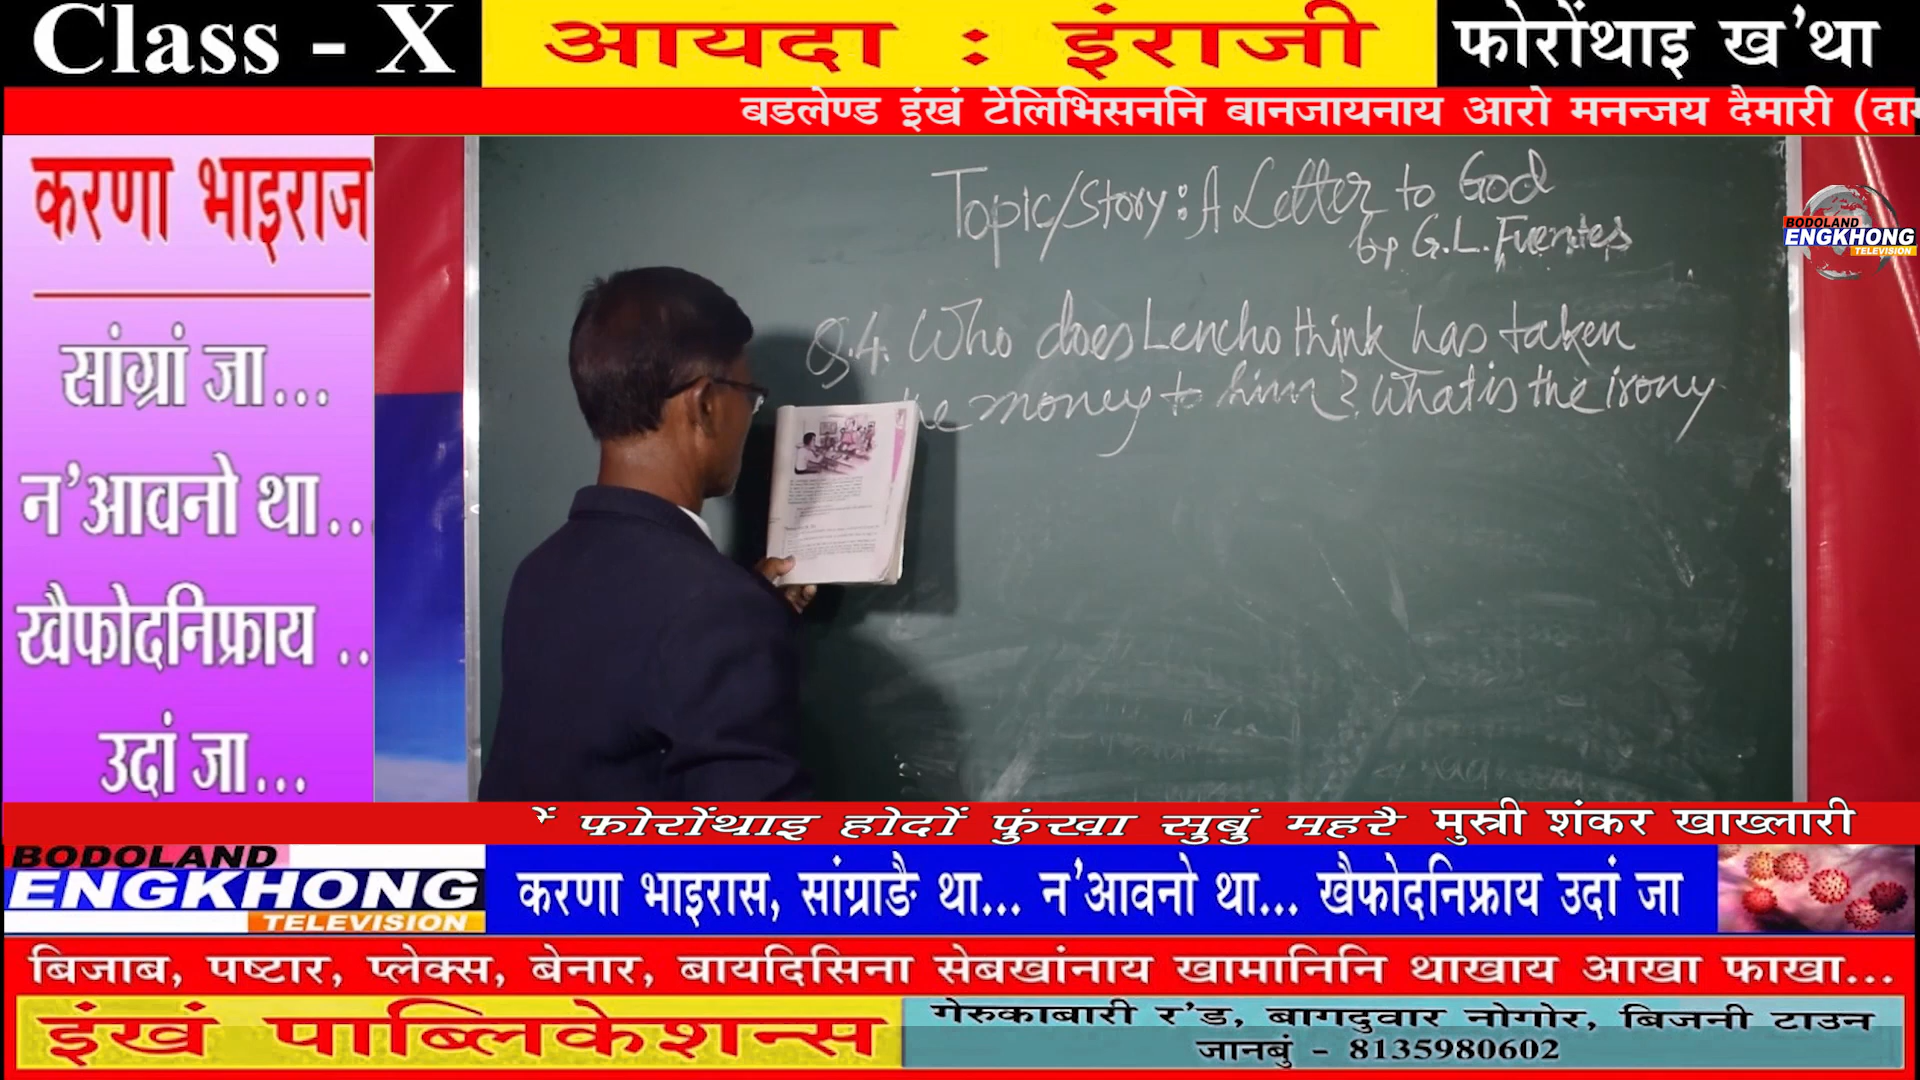 Class - X
आयदा : इंराजी
फोरोंथाइ ख'था
बडलेण्ड इंखं टेलिभिसननि बानजायनाय आरो मनन्जय दैमारी (दा
करणा भाइराज
सांग्रां जा...
न'आवनो था...
खैफोदनिफ्राय ..
उदां जा...
Topic/Story: A Letter to God
by G.L. Fuentes
Q.4. Who does Lencho think has taken
money to him? What is the irony
BODOLAND
ENGKHONG
TELEVISION
फोरोंथाइ होदों फुंखा सुबुं महरै मुस्री शंकर खाख्लारी
BODOLAND
ENGKHONG
TELEVISION
करणा भाइरास, सांग्राङै था... न'आवनो था... खैफोदनिफ्राय उदां जा
बिजाब, पष्टार, प्लेक्स, बेनार, बायदिसिना सेबखांनाय खामानिनि थाखाय आखा फाखा...
इंखं पाब्लिकेशन्स
गेरुकाबारी र'ड, बागदुवार नोगोर, बिजनी टाउन
जानबुं - 8135980602